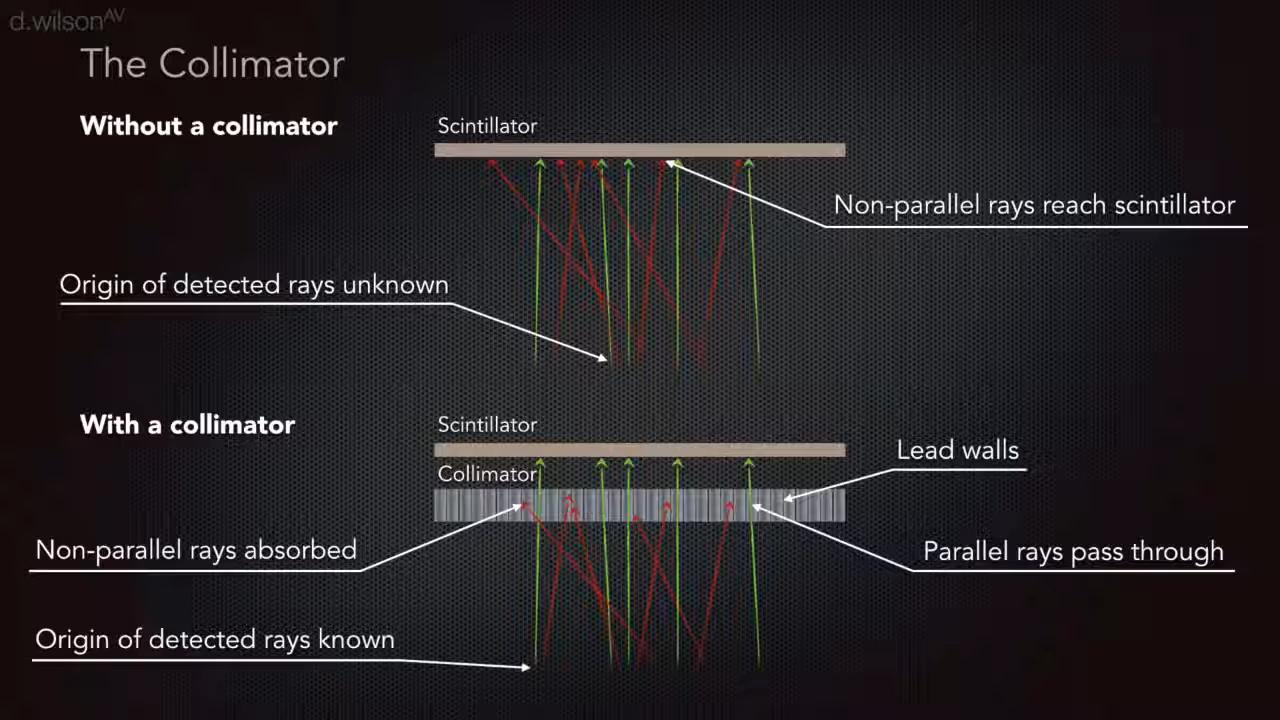 d.wilsonAV
The Collimator
Without a collimator
Scintillator
Non-parallel rays reach scintillator
Origin of detected rays unknown
With a collimator
Scintillator
Lead walls
Collimator
Non-parallel rays absorbed
Parallel rays pass through
Origin of detected rays known